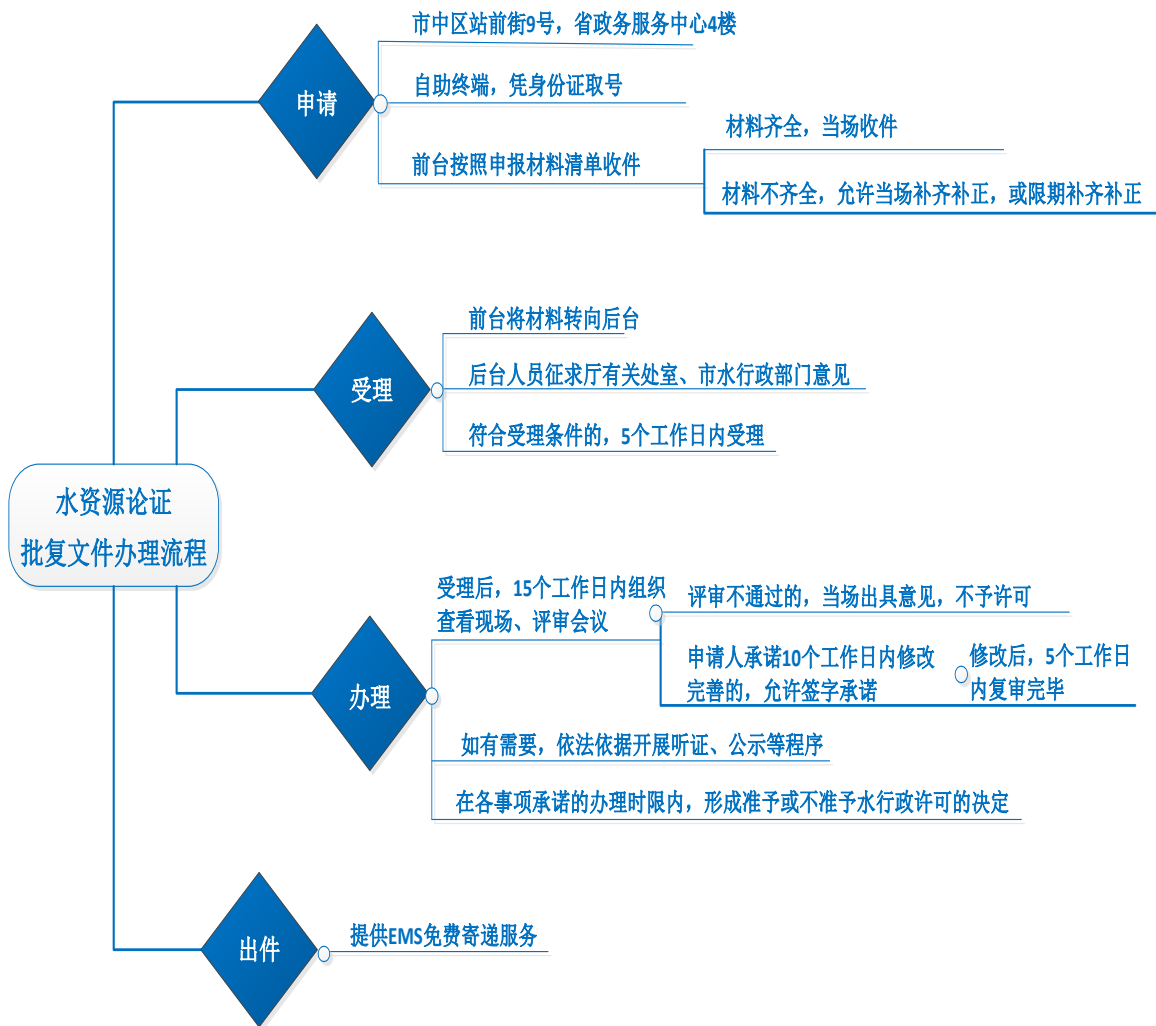 水资源论证
批复文件办理流程
申请
市中区站前街9号，省政务服务中心4楼
自助终端，凭身份证取号
前台按照申报材料清单收件
材料齐全，当场收件
材料不齐全，允许当场补齐补正，或限期补齐补正
受理
前台将材料转向后台
后台人员征求厅有关处室、市水行政部门意见
符合受理条件的，5个工作日内受理
办理
受理后，15个工作日内组织
查看现场、评审会议
评审不通过的，当场出具意见，不予许可
申请人承诺10个工作日内修改
完善的，允许签字承诺
修改后，5个工作日
内复审完毕
如有需要，依法依据开展听证、公示等程序
在各事项承诺的办理时限内，形成准予或不准予水行政许可的决定
出件
提供EMS免费寄递服务